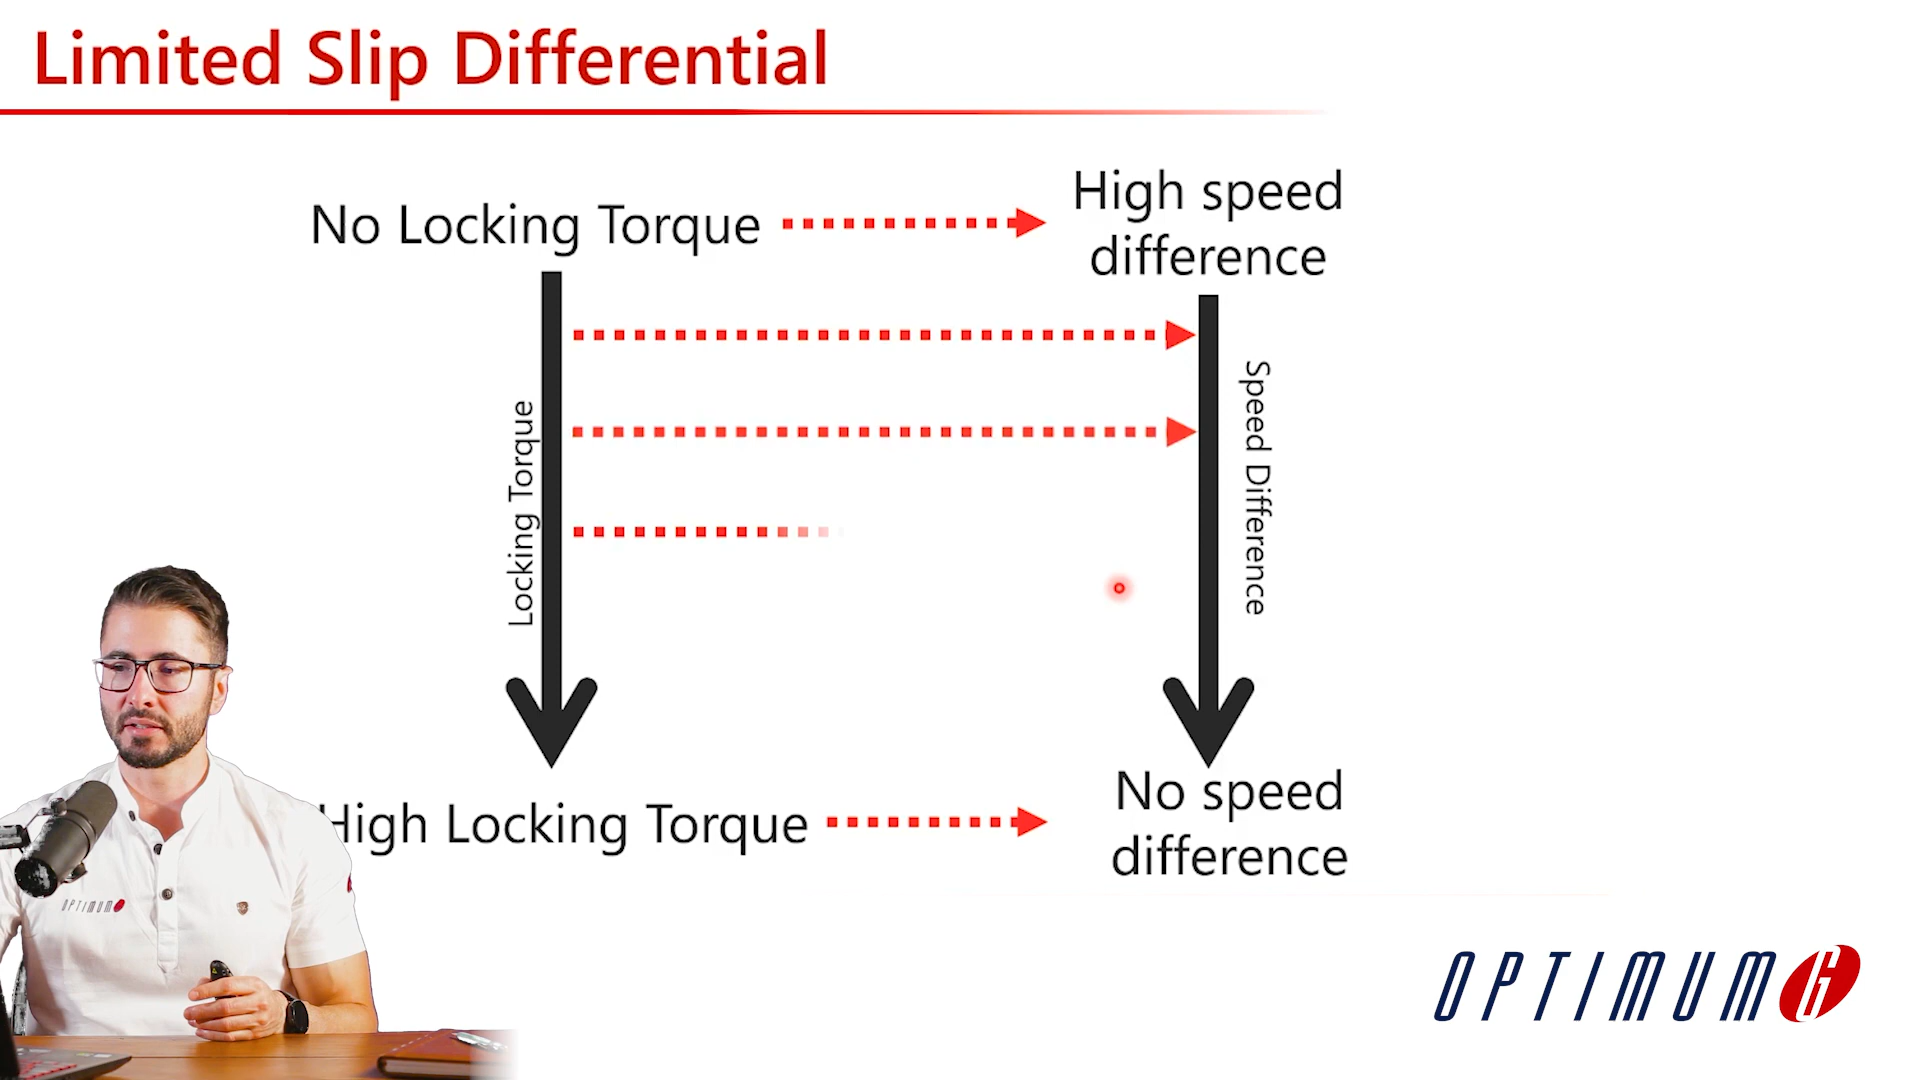 Limited Slip Differential
No Locking Torque
High speed
difference
Locking Torque
Speed Difference
High Locking Torque
No speed
difference
OPTIMUM
OPTIMUMG